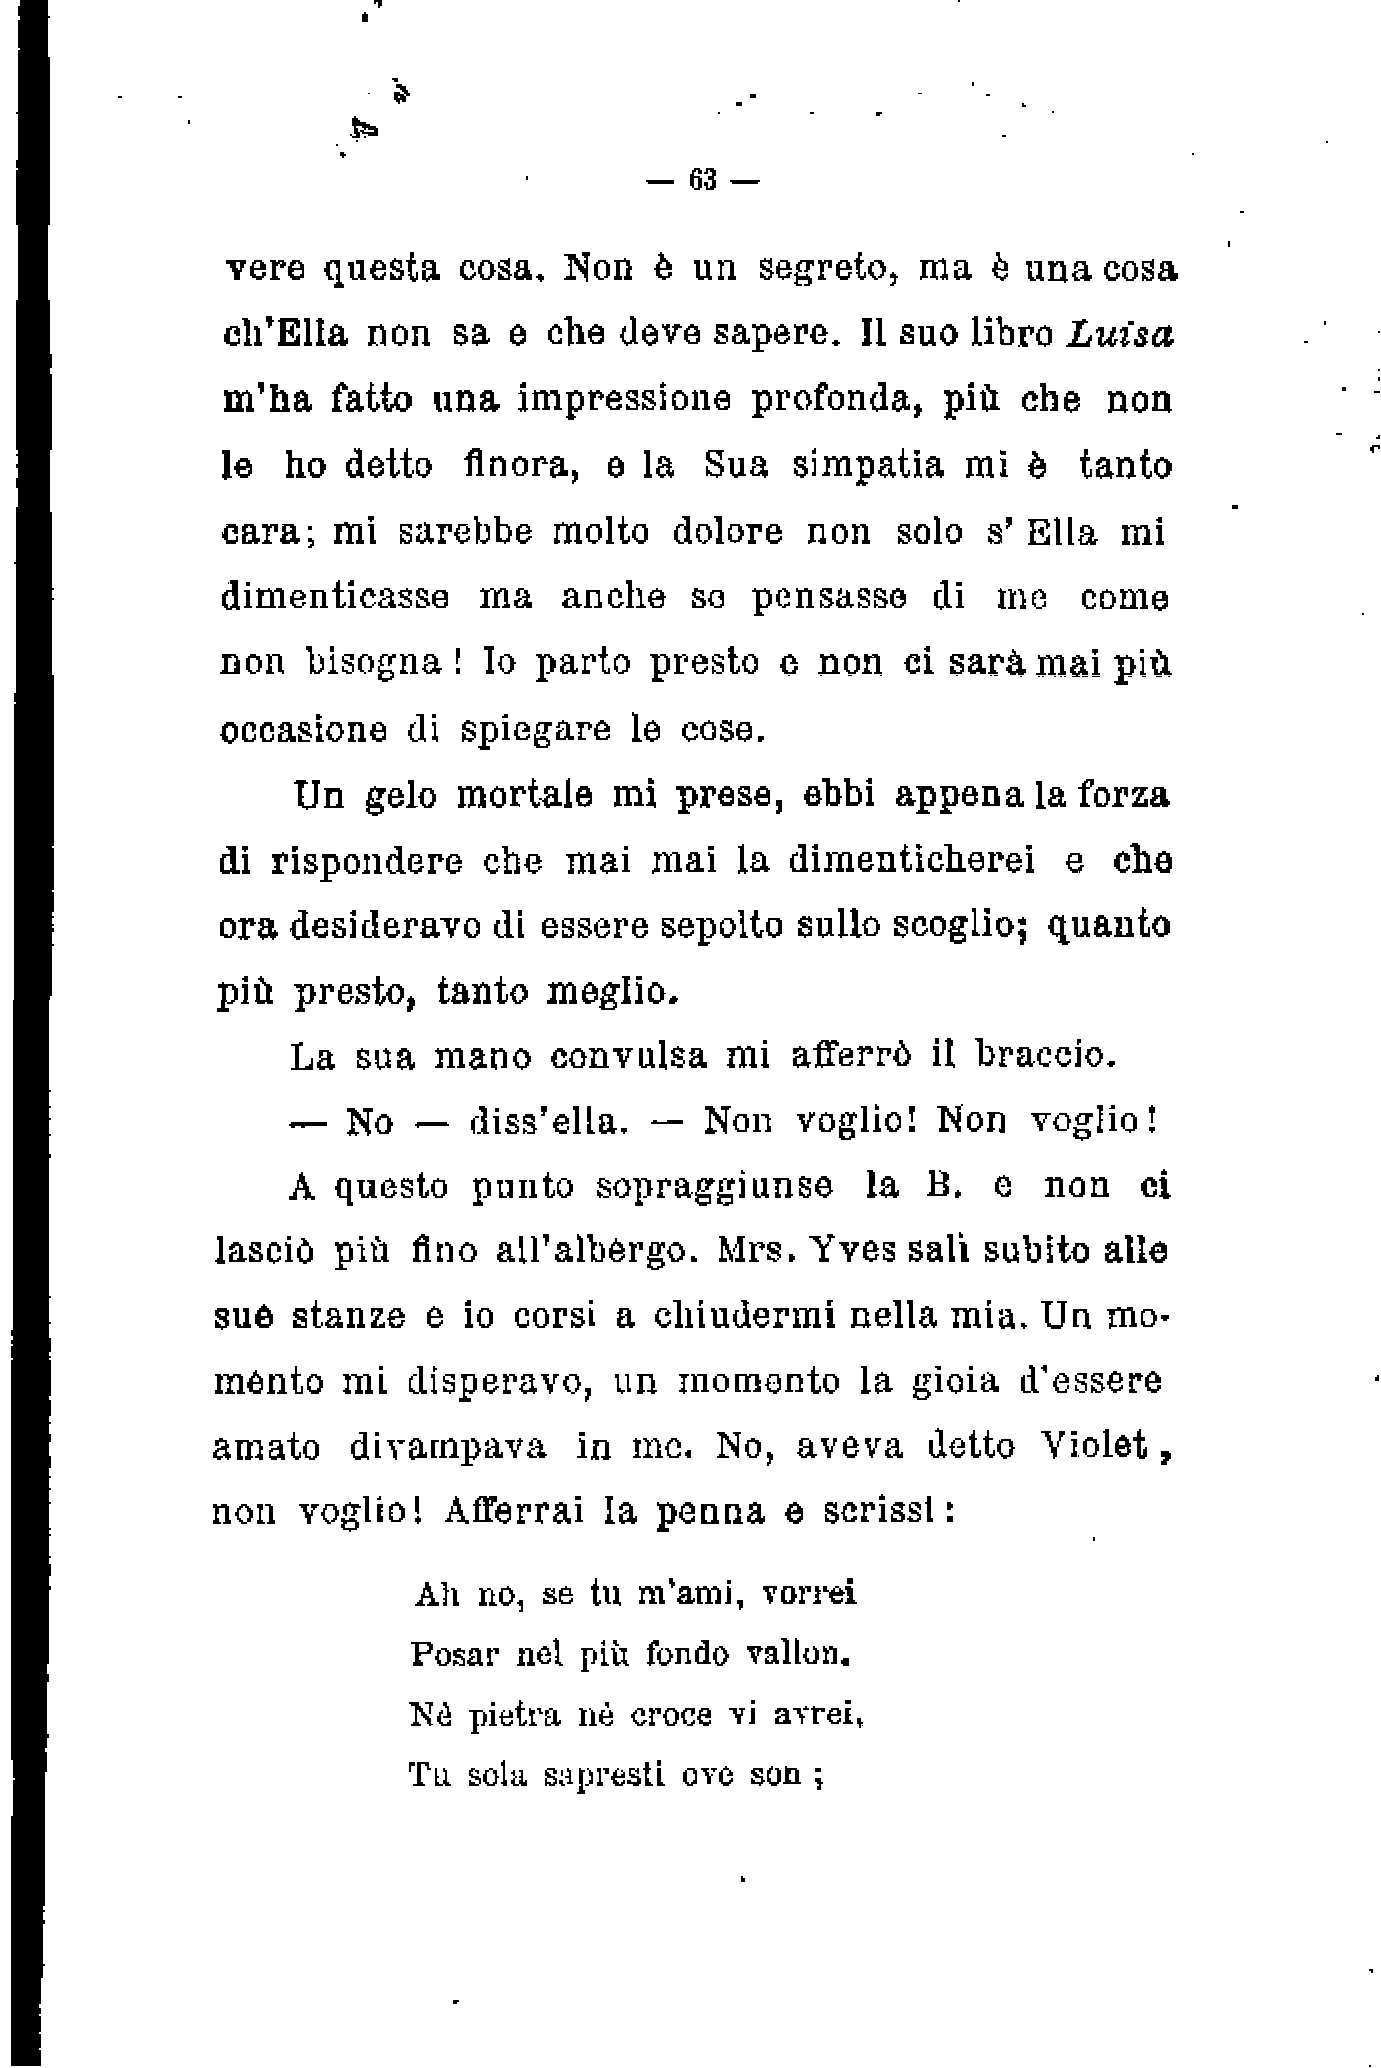 — 63 —
vere questa cosa. Non è un segreto, ma è una cosa
ch'Ella non sa e che deve sapere. Il suo libro Luisa
m'ha fatto una impressione profonda, più che non
le ho detto finora, e la Sua simpatia mi è tanto
cara; mi sarebbe molto dolore non solo s' Ella mi
dimenticasse ma anche se pensasse di me come
non bisogna! Io parto presto e non ci sarà mai più
occasione di spiegare le cose.
Un gelo mortale mi prese, ebbi appena la forza
di rispondere che mai mai la dimenticherei e che
ora desideravo di essere sepolto sullo scoglio; quanto
più presto, tanto meglio.
La sua mano convulsa mi afferrò il braccio.
— No — diss'ella. — Non voglio! Non voglio!
A questo punto sopraggiunse la B. e non ci
lasciò più fino all'albergo. Mrs. Yves salì subito alle
sue stanze e io corsi a chiudermi nella mia. Un mo-
mento mi disperavo, un momento la gioia d'essere
amato divampava in me. No, aveva detto Violet,
non voglio! Afferrai la penna e scrissi:
Ah no, se tu m'ami, vorrei
Posar nel più fondo vallon.
Nè pietra nè croce vi avrei,
Tu sola sapresti ove son;